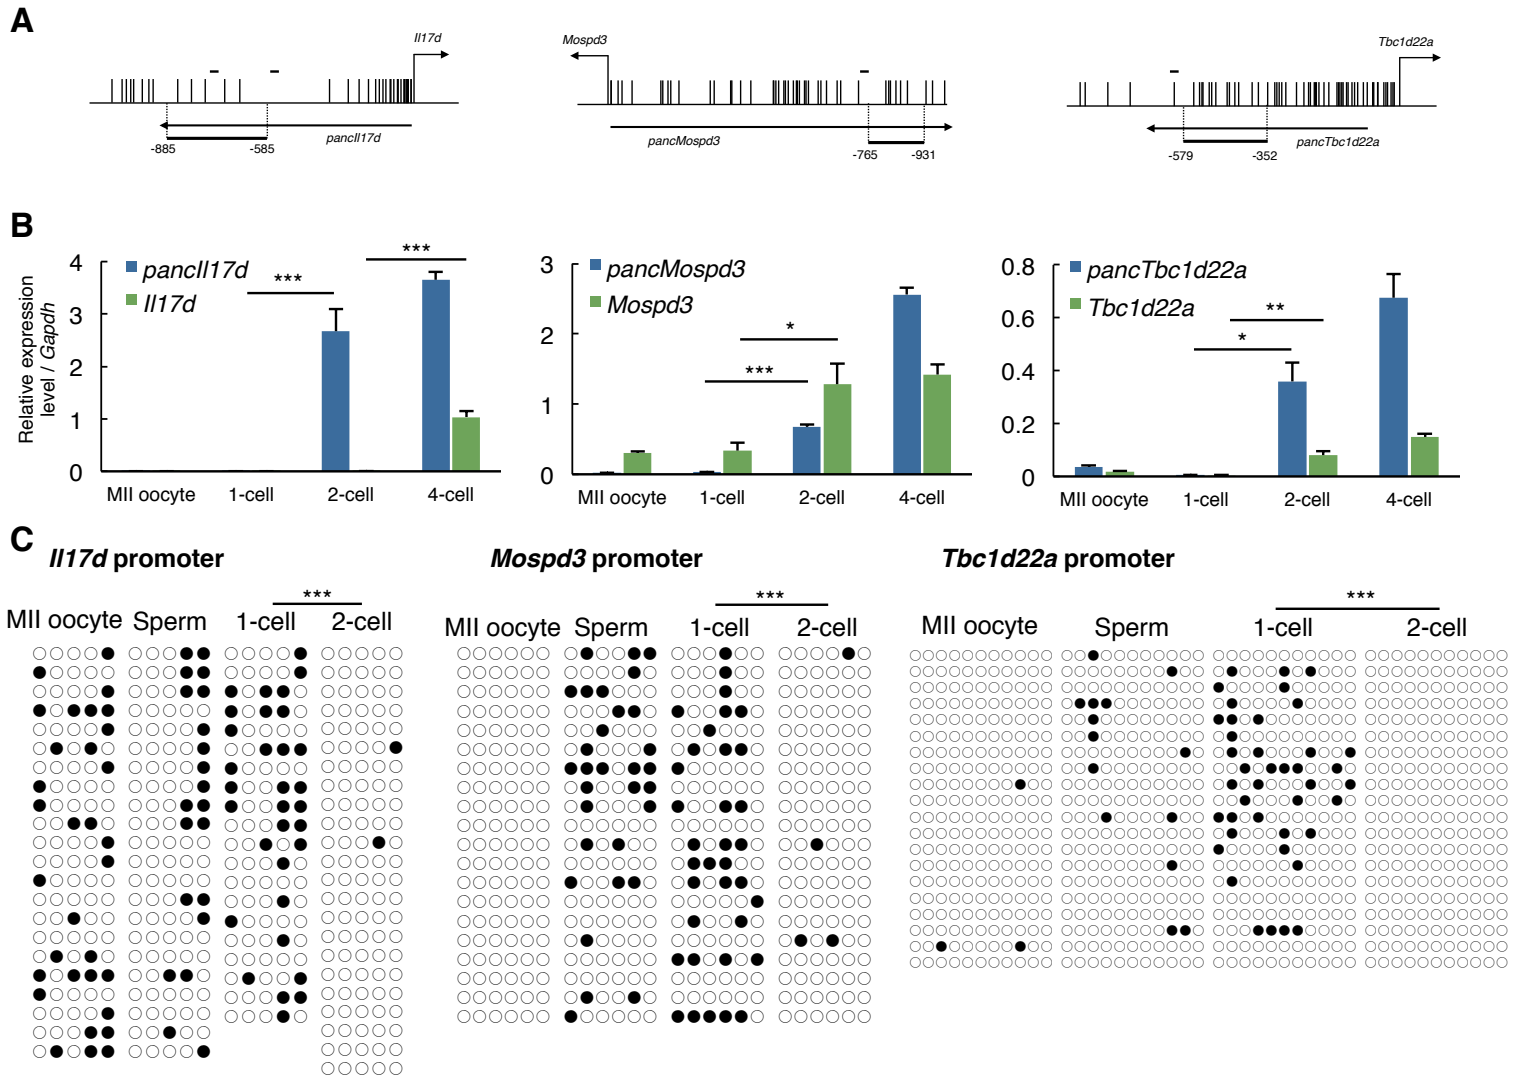 A
Il17d
-885
-585
pancIl17d
Mospd3
pancMospd3
-765
-931
Tbc1d22a
-579
-352
pancTbc1d22a
B
Relative expression
level / Gapdh
4
3
2
1
0
pancIl17d
Il17d
***
***
MII oocyte
1-cell
2-cell
4-cell
3
2
1
0
pancMospd3
Mospd3
*
***
MII oocyte
1-cell
2-cell
4-cell
0.8
0.6
0.4
0.2
0
pancTbc1d22a
Tbc1d22a
**
*
MII oocyte
1-cell
2-cell
4-cell
C
Il17d promoter
***
MII oocyte
Sperm
1-cell
2-cell
Mospd3 promoter
***
MII oocyte
Sperm
1-cell
2-cell
Tbc1d22a promoter
***
MII oocyte
Sperm
1-cell
2-cell